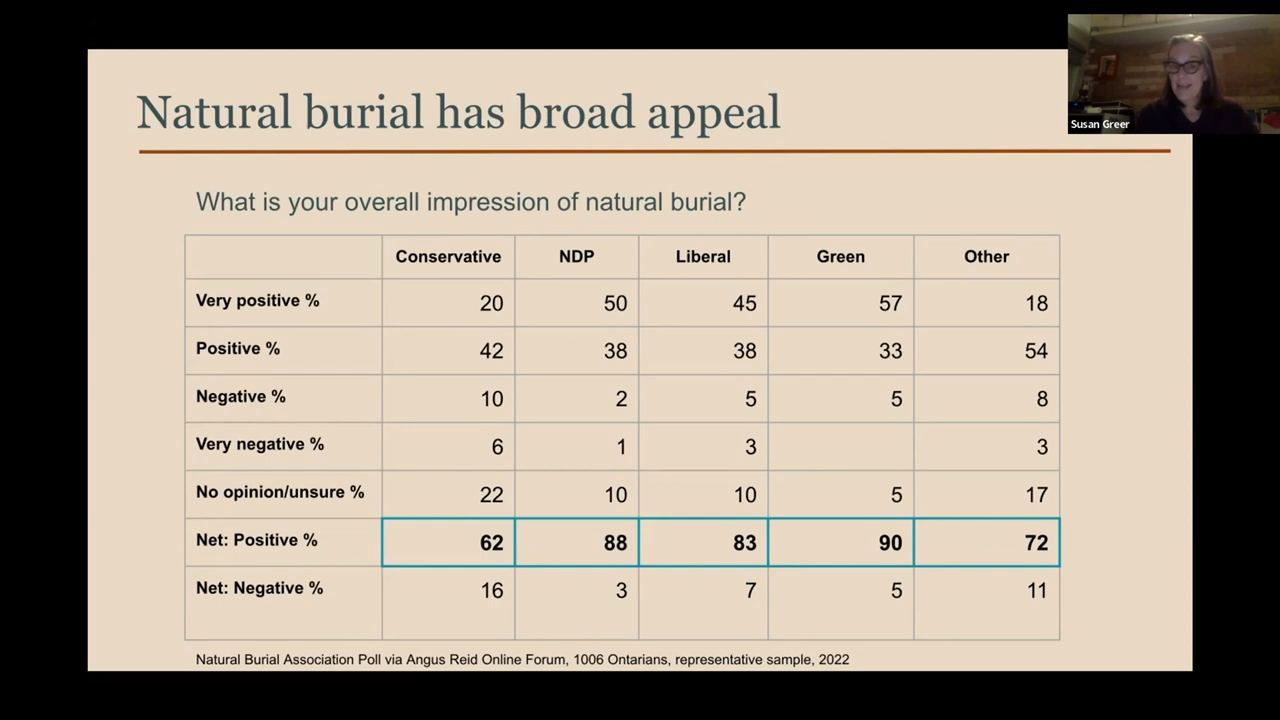 Natural burial has broad appeal
Susan Greer
What is your overall impression of natural burial?
Conservative NDP Liberal Green Other
Very positive % 20 50 45 57 18
Positive % 42 38 38 33 54
Negative % 10 2 5 5 8
Very negative % 6 1 3 3
No opinion/unsure % 22 10 10 5 17
Net: Positive % 62 88 83 90 72
Net: Negative % 16 3 7 5 11
Natural Burial Association Poll via Angus Reid Online Forum, 1006 Ontarians, representative sample, 2022